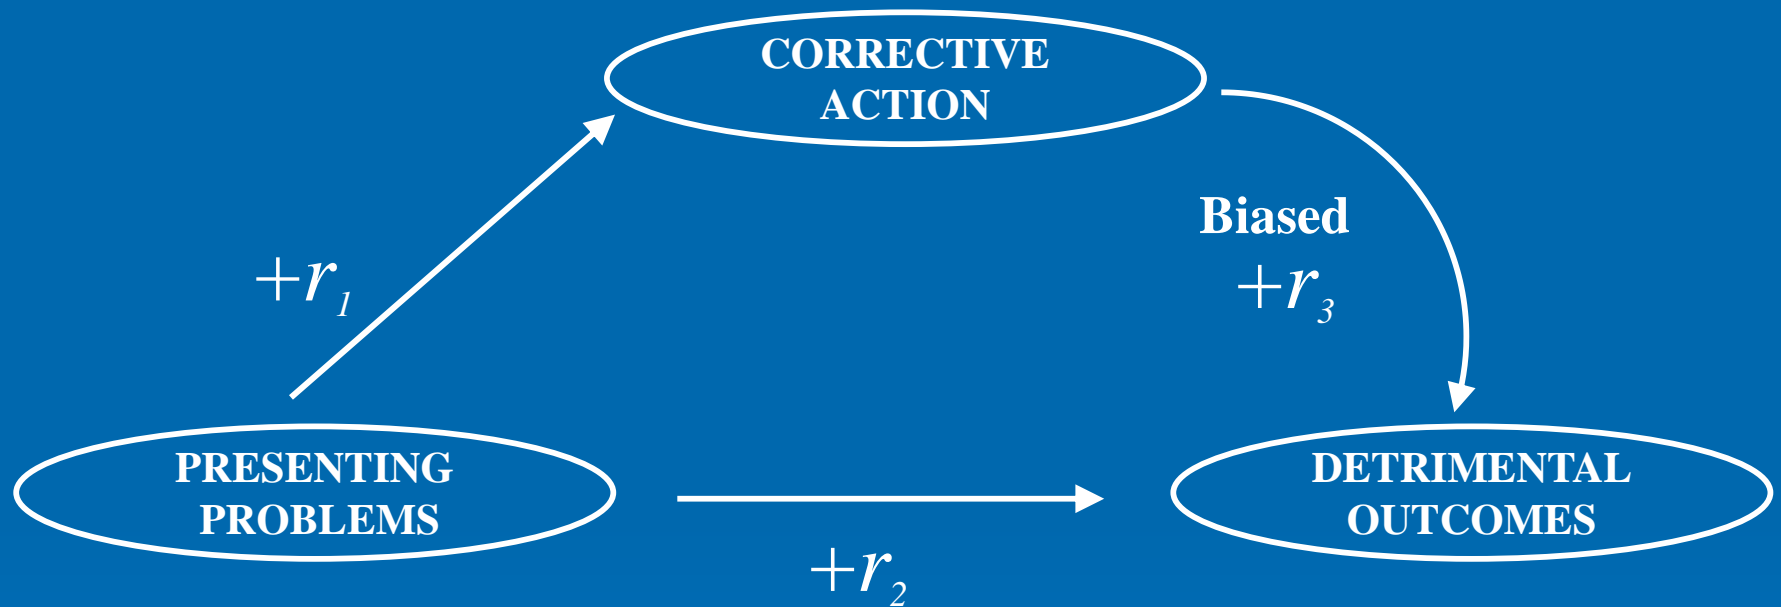 CORRECTIVE
ACTION
Biased
+r₃
+r₁
PRESENTING
PROBLEMS
DETRIMENTAL
OUTCOMES
+r₂